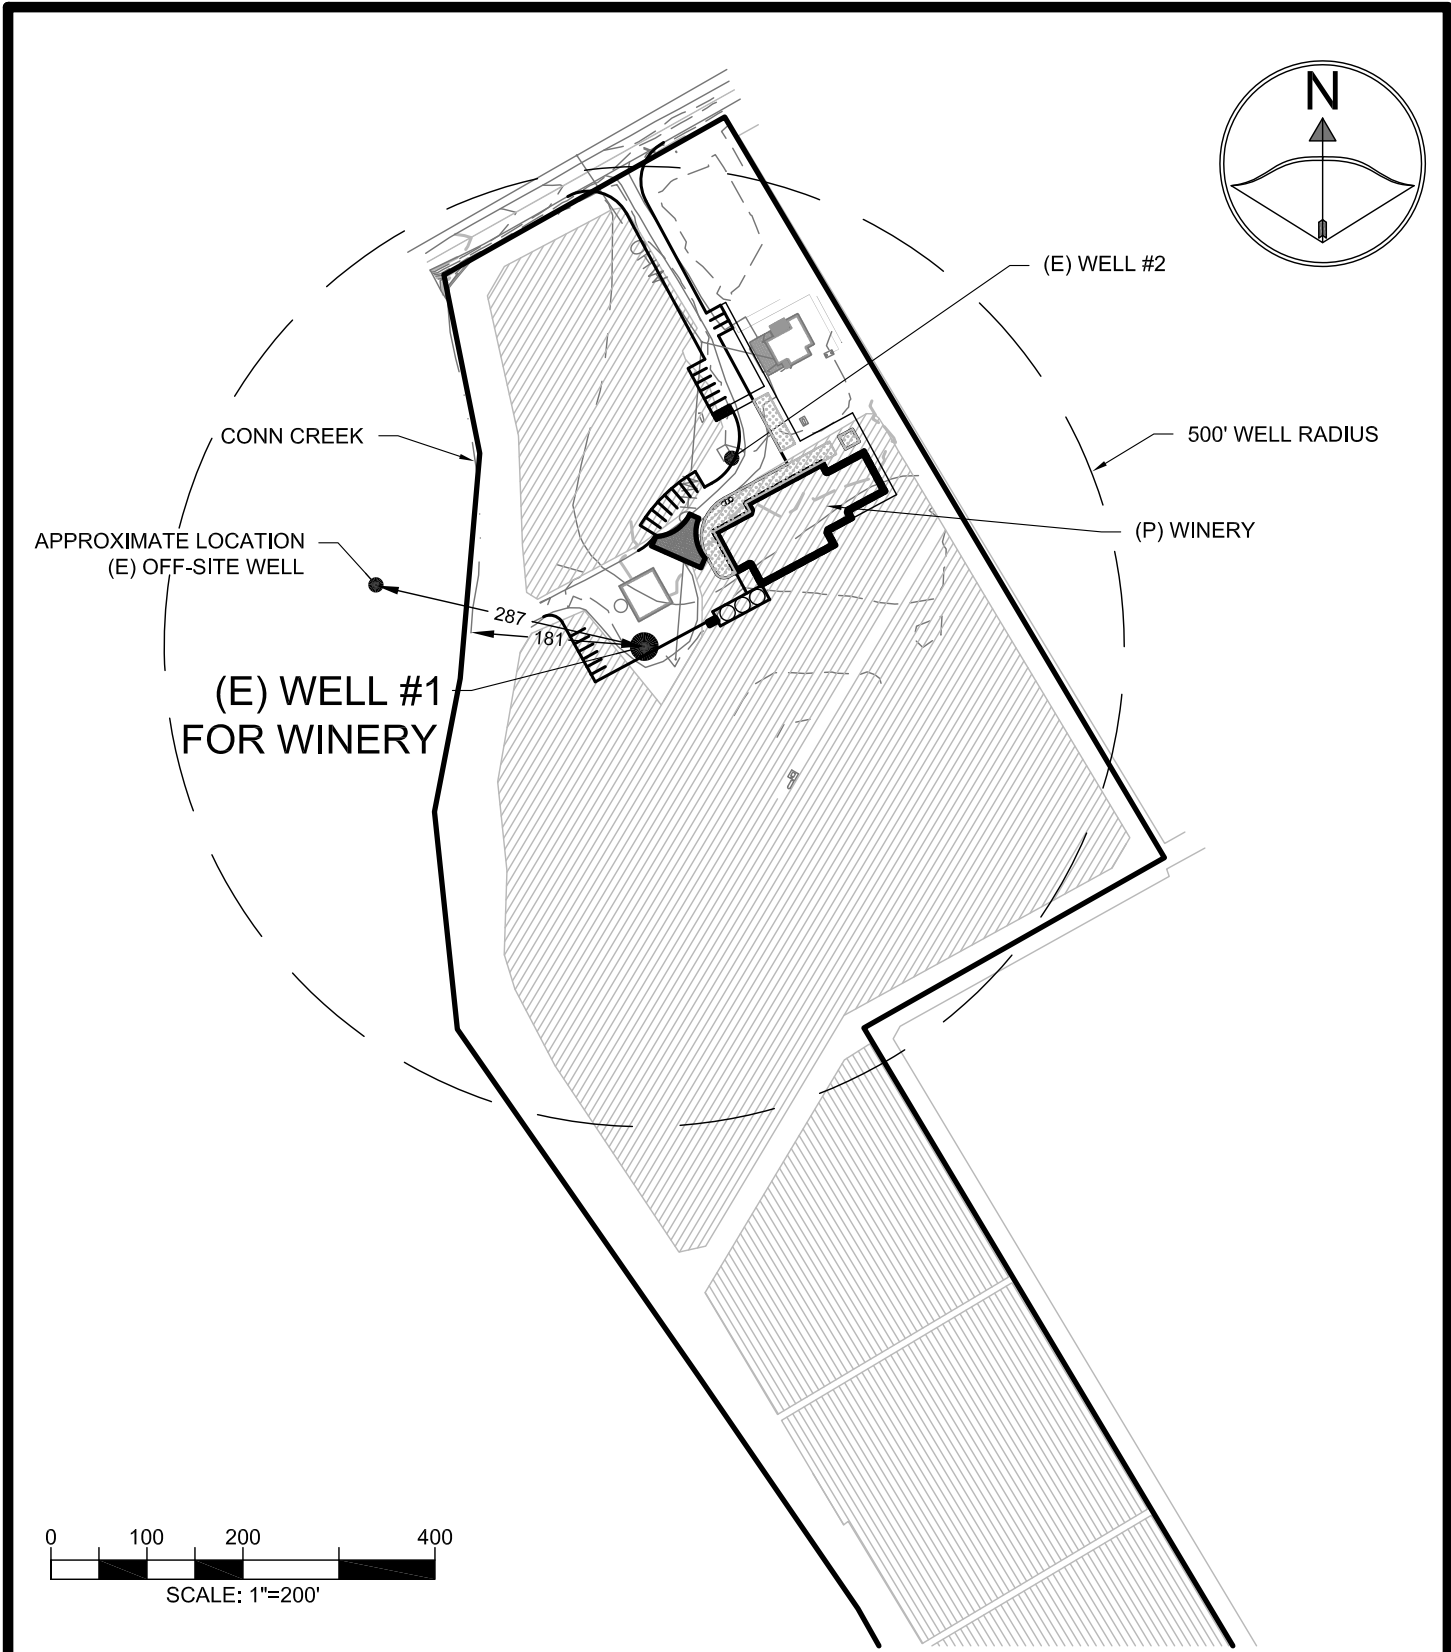 N
(E) WELL #2
CONN CREEK
500' WELL RADIUS
(P) WINERY
APPROXIMATE LOCATION
(E) OFF-SITE WELL
287
181
(E) WELL #1
FOR WINERY
0 100 200 400
SCALE: 1"=200'